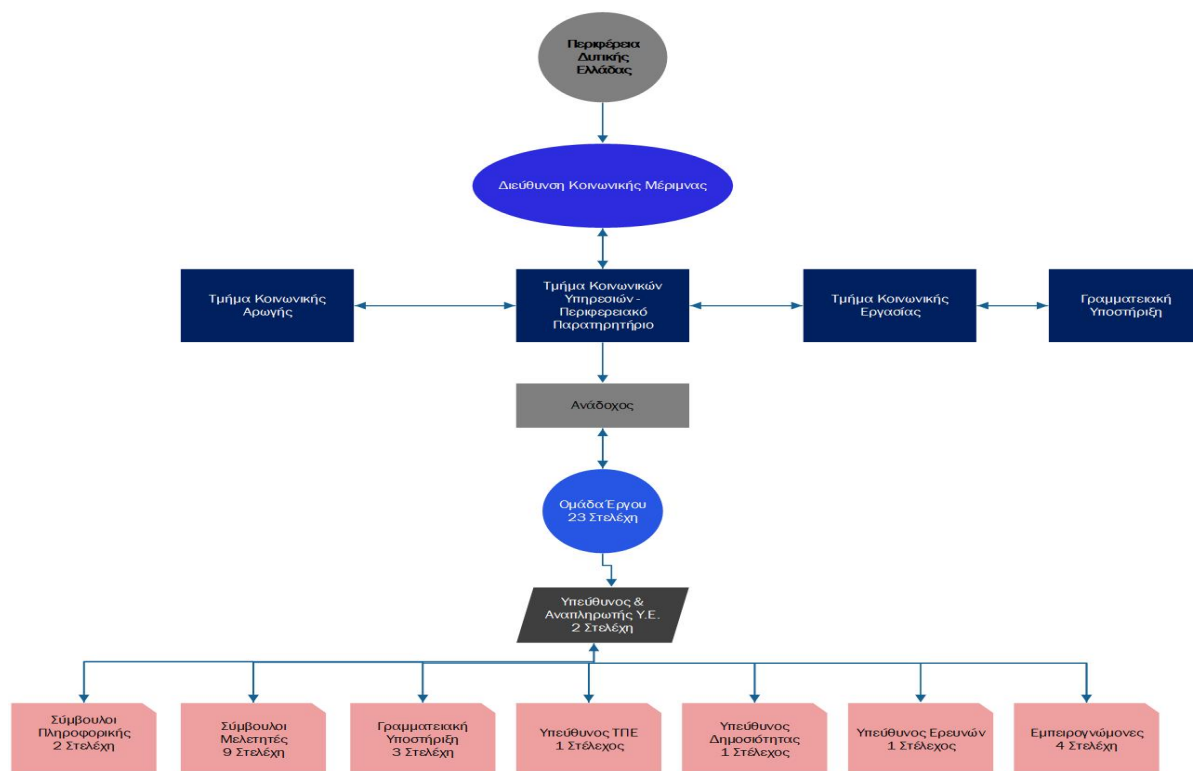 Περιφέρεια
Δυτικής
Ελλάδας
Διεύθυνση Κοινωνικής Μέριμνας
Τμήμα Κοινωνικής
Αρωγής
Τμήμα Κοινωνικών
Υπηρεσιών -
Περιφερειακό
Παρατηρητήριο
Τμήμα Κοινωνικής
Εργασίας
Γραμματειακή
Υποστήριξη
Ανάδοχος
Ομάδα Έργου
23 Στελέχη
Υπεύθυνος &
Αναπληρωτής Υ.Ε.
2 Στελέχη
Σύμβουλοι
Πληροφορικής
2 Στελέχη
Σύμβουλοι
Μελετητές
9 Στελέχη
Γραμματειακή
Υποστήριξη
3 Στελέχη
Υπεύθυνος ΤΠΕ
1 Στέλεχος
Υπεύθυνος
Δημοσιότητας
1 Στέλεχος
Υπεύθυνος Ερευνών
1 Στέλεχος
Εμπειρογνώμονες
4 Στελέχη